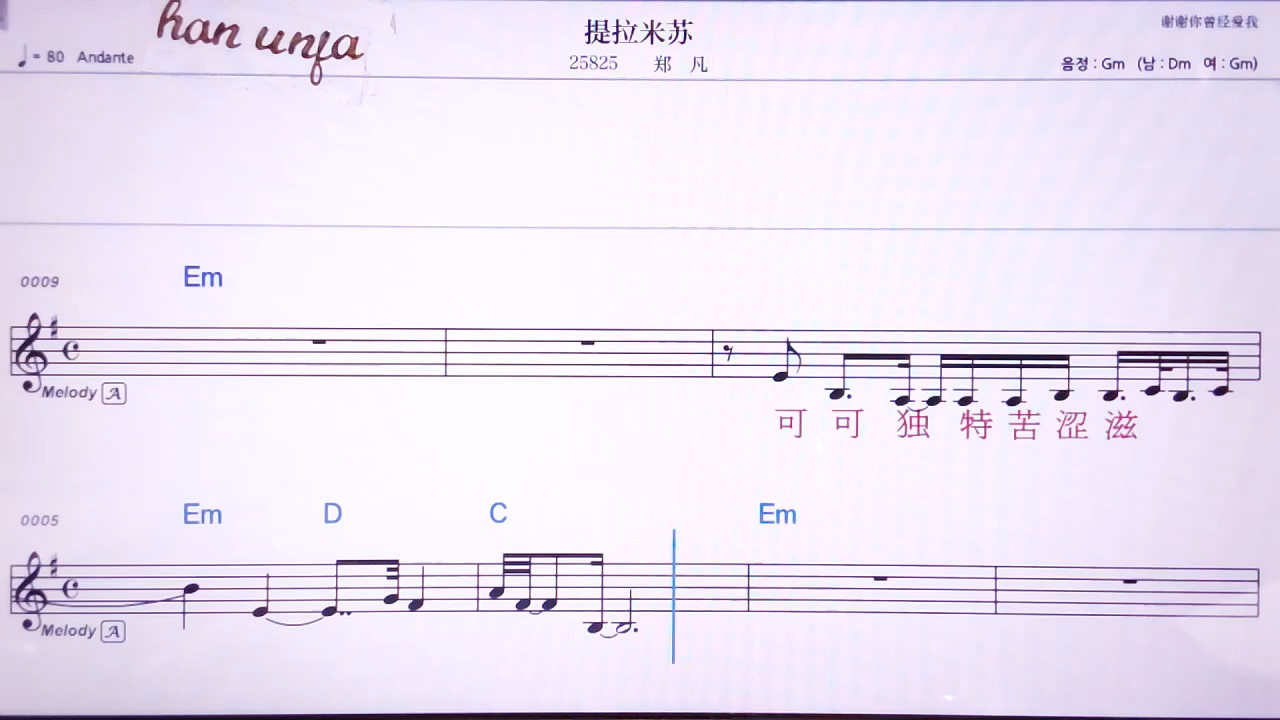 han unja
提拉米苏
谢谢你曾经爱我
♩= 80 Andante
25825 郑 凡
음정 : Gm (남 : Dm 여 : Gm)
0009 Em
Melody A
可 可 独 特 苦 涩 滋
0005 Em D C Em
Melody A